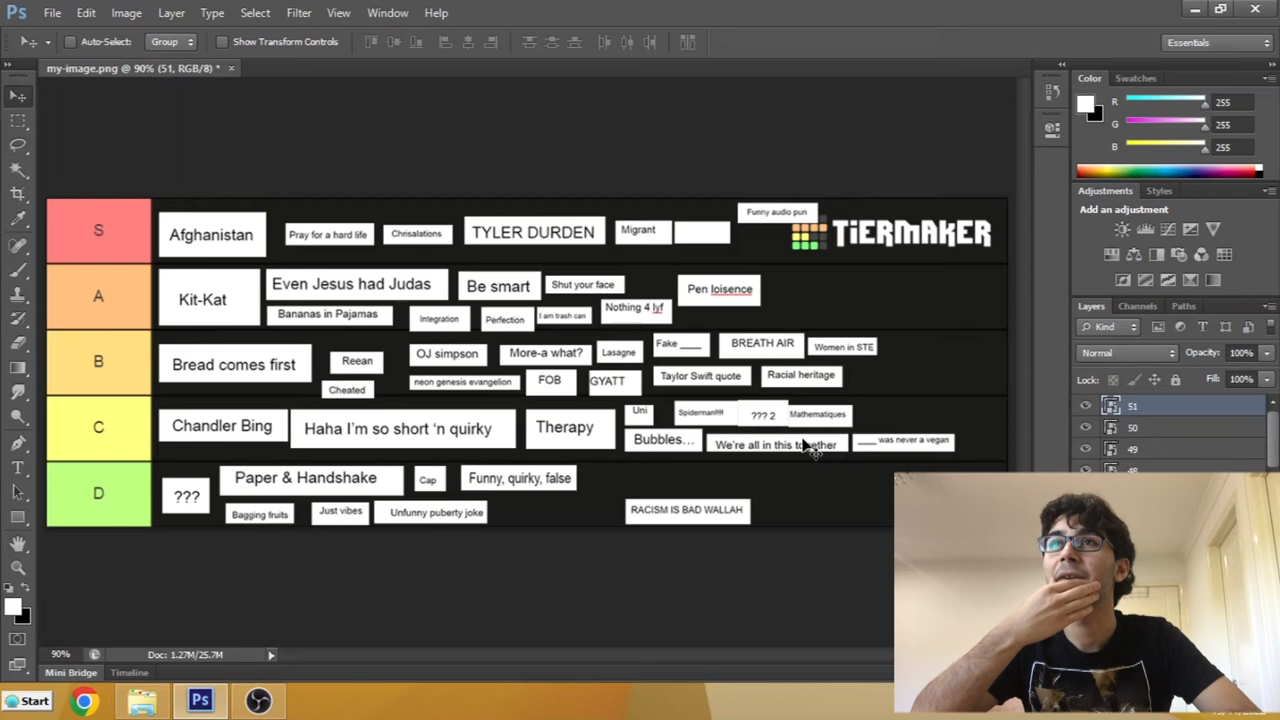 Ps File Edit Image Layer Type Select Filter View Window Help
Auto-Select: Group Show Transform Controls Essentials
my-image.png @ 90% (51, RGB/8) * ×
Color Swatches
R 255
G 255
B 255
Adjustments Styles
Add an adjustment
Layers Channels Paths
Kind
Normal Opacity: 100%
Lock: Fill: 100%
51
50
49
48
S
Afghanistan
Pray for a hard life
Chrisalations
TYLER DURDEN
Migrant
Funny audio pun
TiERMAKER
A
Kit-Kat
Even Jesus had Judas
Be smart
Shut your face
Pen loisence
Bananas in Pajamas
Integration
Perfection
I am trash can
Nothing 4 lyf
B
Bread comes first
Reean
OJ simpson
More-a what?
Lasagne
Fake ____
BREATH AIR
Women in STE
Cheated
neon genesis evangelion
FOB
GYATT
Taylor Swift quote
Racial heritage
C
Chandler Bing
Haha I'm so short 'n quirky
Therapy
Uni
Spiderman!!!!
??? 2
Mathematiques
Bubbles...
We're all in this together
____ was never a vegan
D
???
Paper & Handshake
Cap
Funny, quirky, false
Bagging fruits
Just vibes
Unfunny puberty joke
RACISM IS BAD WALLAH
90% Doc: 1.27M/25.7M
Mini Bridge Timeline
Start Ps